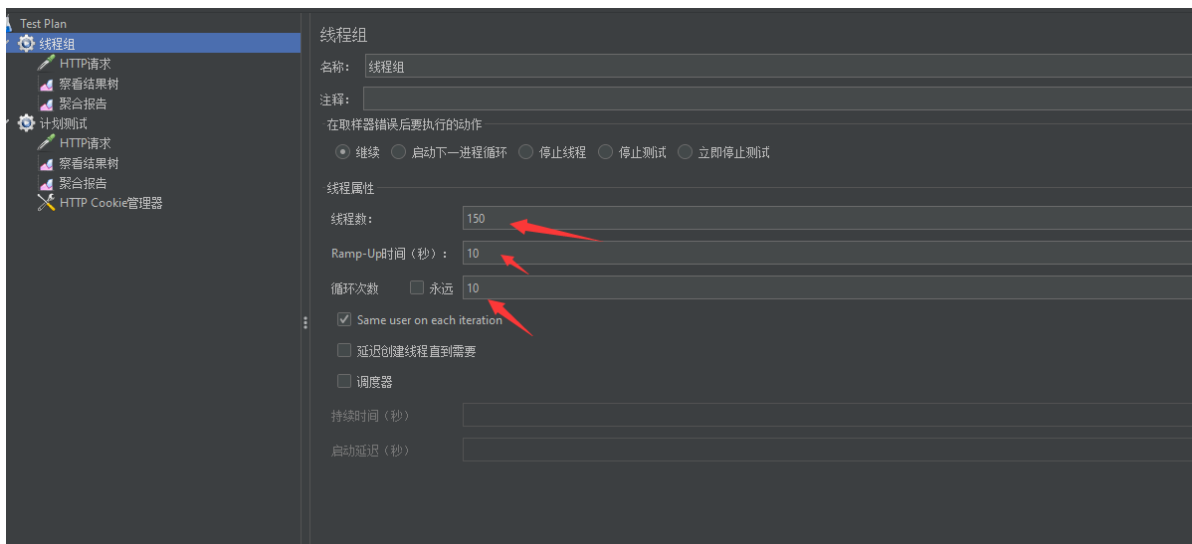 Test Plan
线程组
HTTP请求
察看结果树
聚合报告
计划测试
HTTP请求
察看结果树
聚合报告
HTTP Cookie管理器
线程组
名称： 线程组
注释：
在取样器错误后要执行的动作
继续 启动下一进程循环 停止线程 停止测试 立即停止测试
线程属性
线程数： 150
Ramp-Up时间（秒）： 10
循环次数 永远 10
Same user on each iteration
延迟创建线程直到需要
调度器
持续时间（秒）
启动延迟（秒）